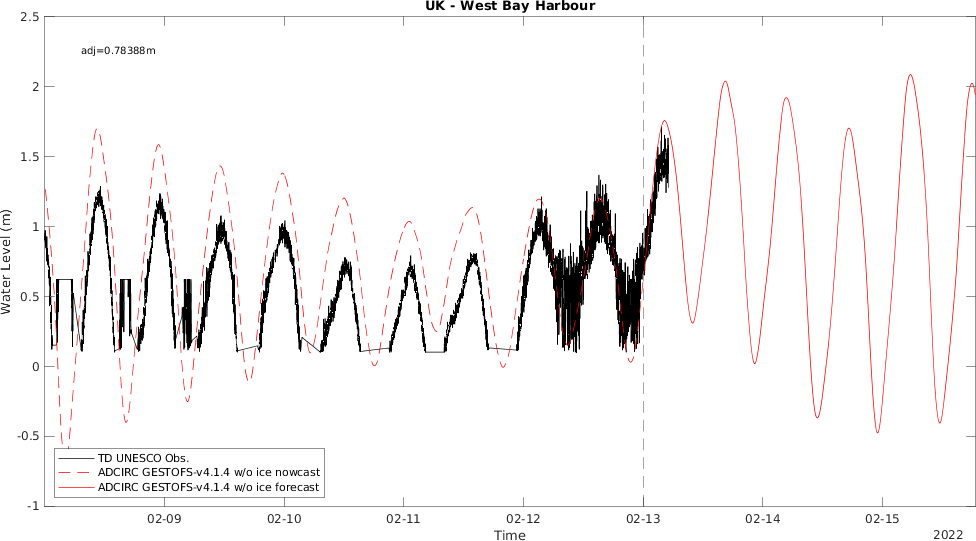 UK - West Bay Harbour
adj=0.78388m
2.5
2
1.5
1
0.5
0
-0.5
-1
Water Level (m)
TD UNESCO Obs.
ADCIRC GESTOFS-v4.1.4 w/o ice nowcast
ADCIRC GESTOFS-v4.1.4 w/o ice forecast
02-09 02-10 02-11 02-12 02-13 02-14 02-15
Time
2022